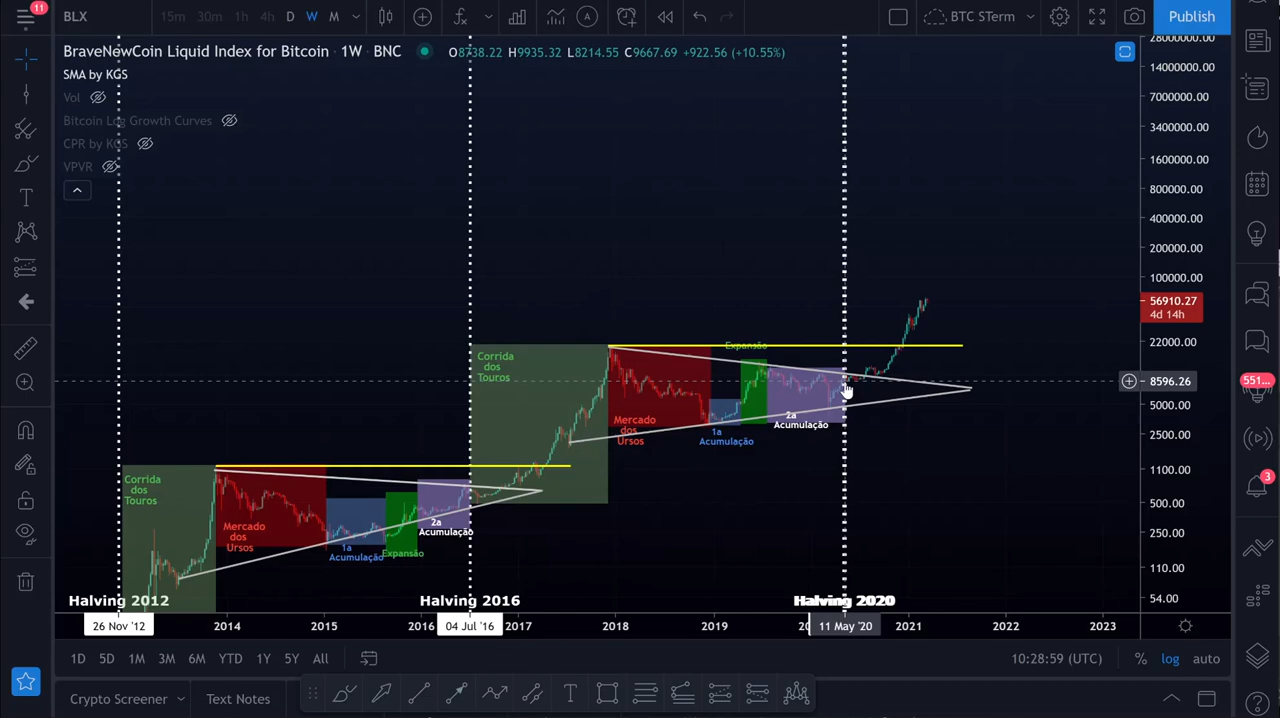 11
BLX
15m 30m 1h 4h D W M
BTC STerm
Publish
BraveNewCoin Liquid Index for Bitcoin · 1W · BNC
O8738.22 H9935.32 L8214.55 C9667.69 +922.56 (+10.55%)
SMA by KGS
Vol
Bitcoin Log Growth Curves
CPR by KGS
VPVR
28000000.00
14000000.00
7000000.00
3400000.00
1600000.00
800000.00
400000.00
200000.00
100000.00
56910.27
4d 14h
22000.00
8596.26
5000.00
2500.00
1100.00
500.00
250.00
110.00
54.00
551...
3
Expansão
Corrida
dos
Touros
Mercado
dos
Ursos
1a
Acumulação
2a
Acumulação
Corrida
dos
Touros
Mercado
dos
Ursos
1a
Acumulação
Expansão
2a
Acumulação
Halving 2012
Halving 2016
Halving 2020
26 Nov '12
2014
2015
2016
04 Jul '16
2017
2018
2019
11 May '20
2021
2022
2023
1D 5D 1M 3M 6M YTD 1Y 5Y All
10:28:59 (UTC)
% log auto
Crypto Screener
Text Notes